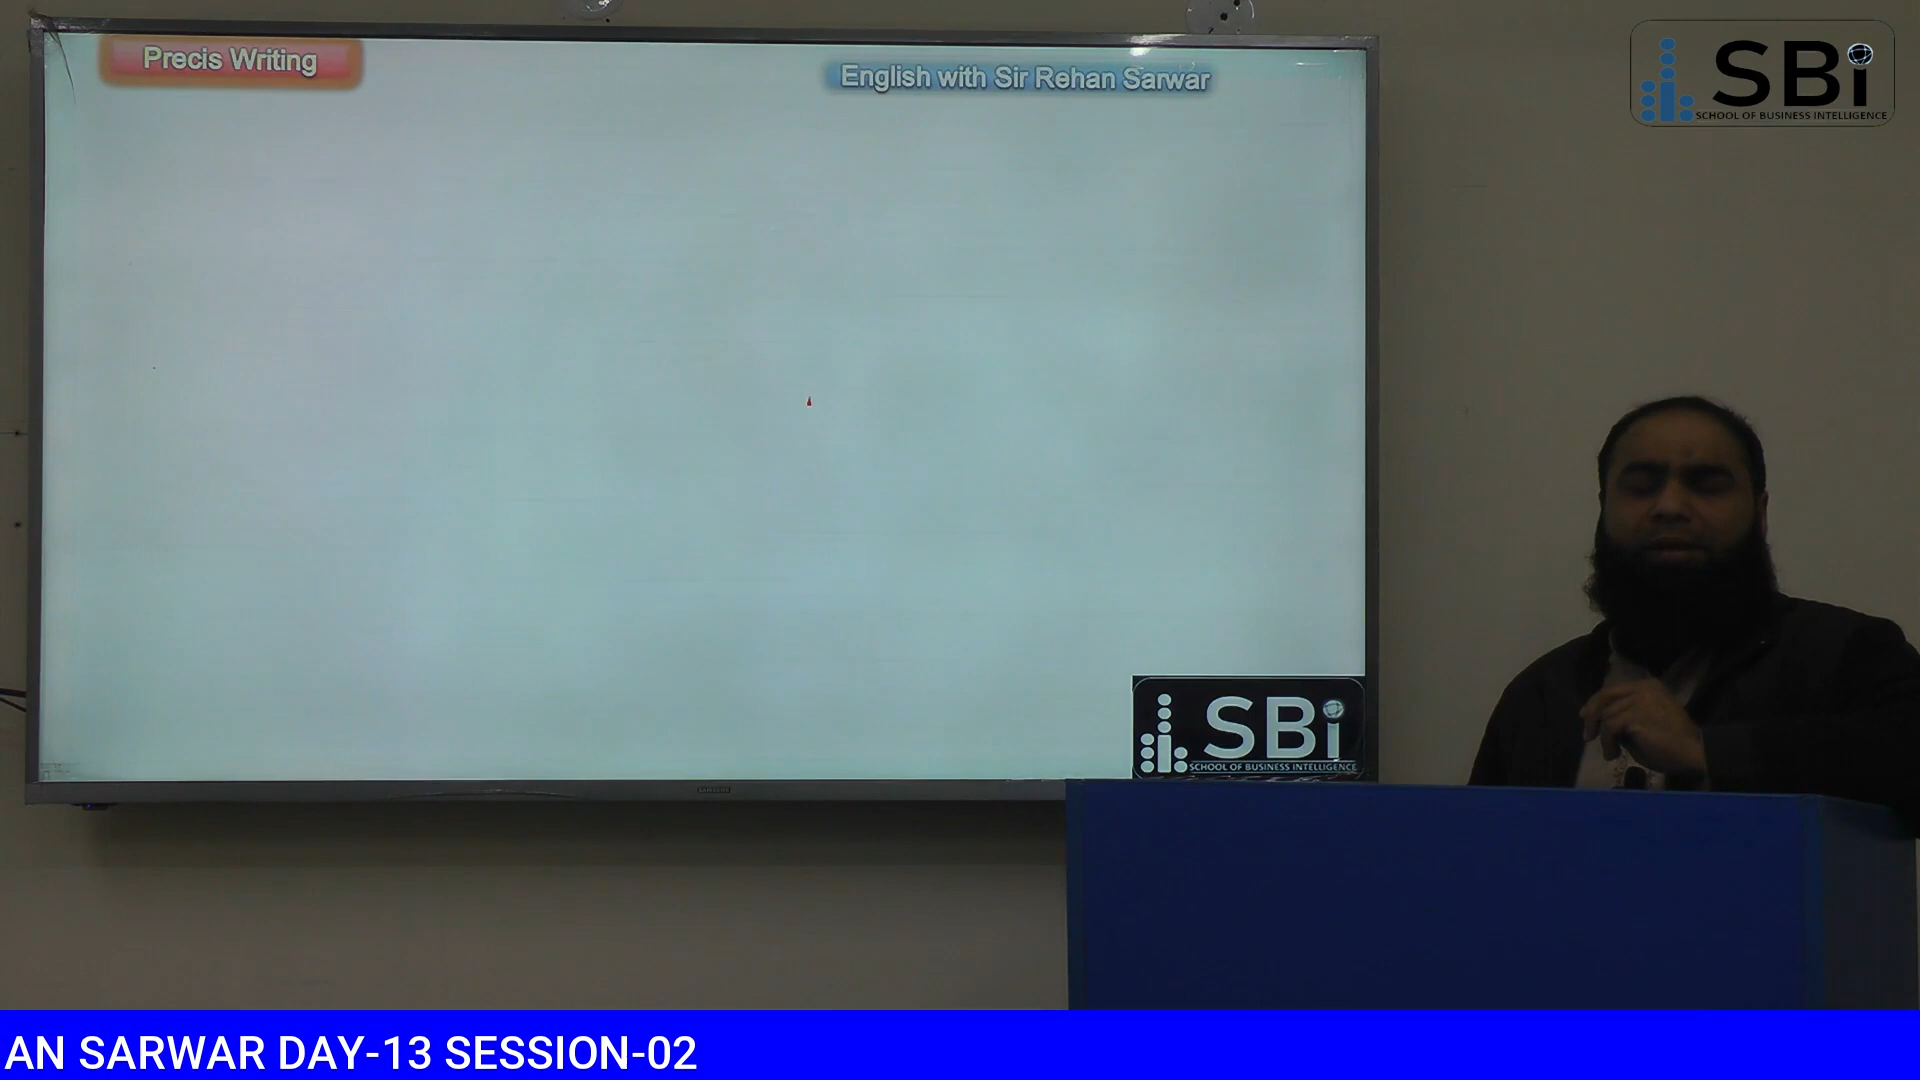 Precis Writing
English with Sir Rehan Sarwar
SBi
SCHOOL OF BUSINESS INTELLIGENCE
SBi
SCHOOL OF BUSINESS INTELLIGENCE
SAMSUNG
AN SARWAR DAY-13 SESSION-02